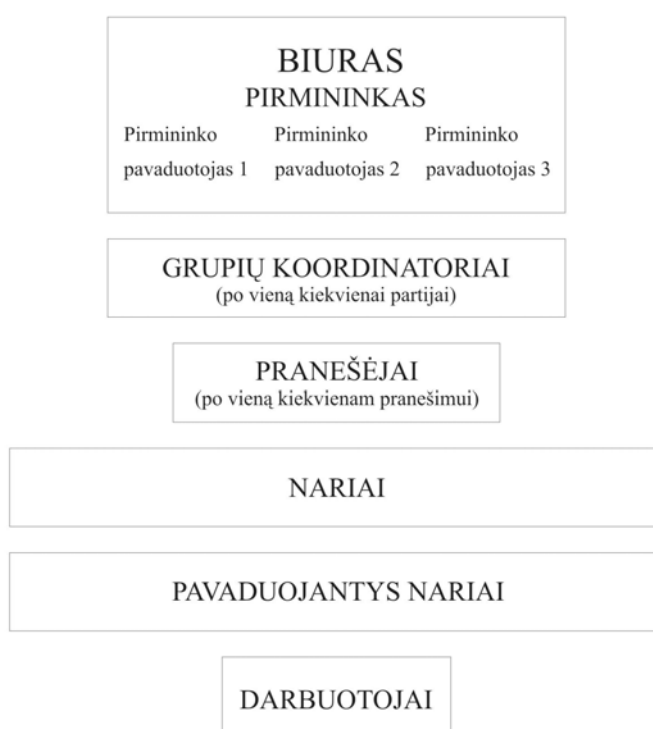 BIURAS
PIRMININKAS
Pirmininko Pirmininko Pirmininko
pavaduotojas 1 pavaduotojas 2 pavaduotojas 3
GRUPIŲ KOORDINATORIAI
(po vieną kiekvienai partijai)
PRANEŠĖJAI
(po vieną kiekvienam pranešimui)
NARIAI
PAVADUOJANTYS NARIAI
DARBUOTOJAI